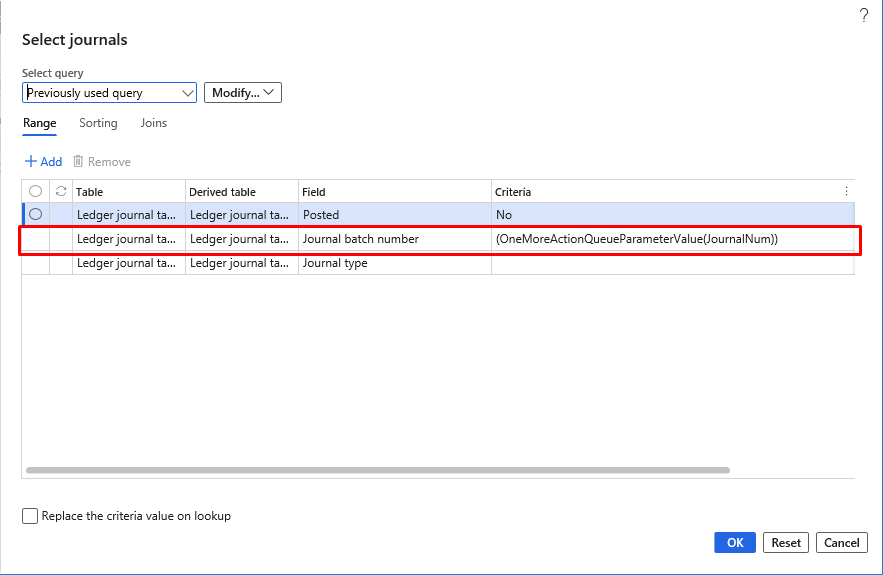 ?
Select journals
Select query
Previously used query Modify...
Range Sorting Joins
+ Add Remove
Table Derived table Field Criteria
Ledger journal ta... Ledger journal ta... Posted No
Ledger journal ta... Ledger journal ta... Journal batch number (OneMoreActionQueueParameterValue(JournalNum))
Ledger journal ta... Ledger journal ta... Journal type
Replace the criteria value on lookup
OK Reset Cancel